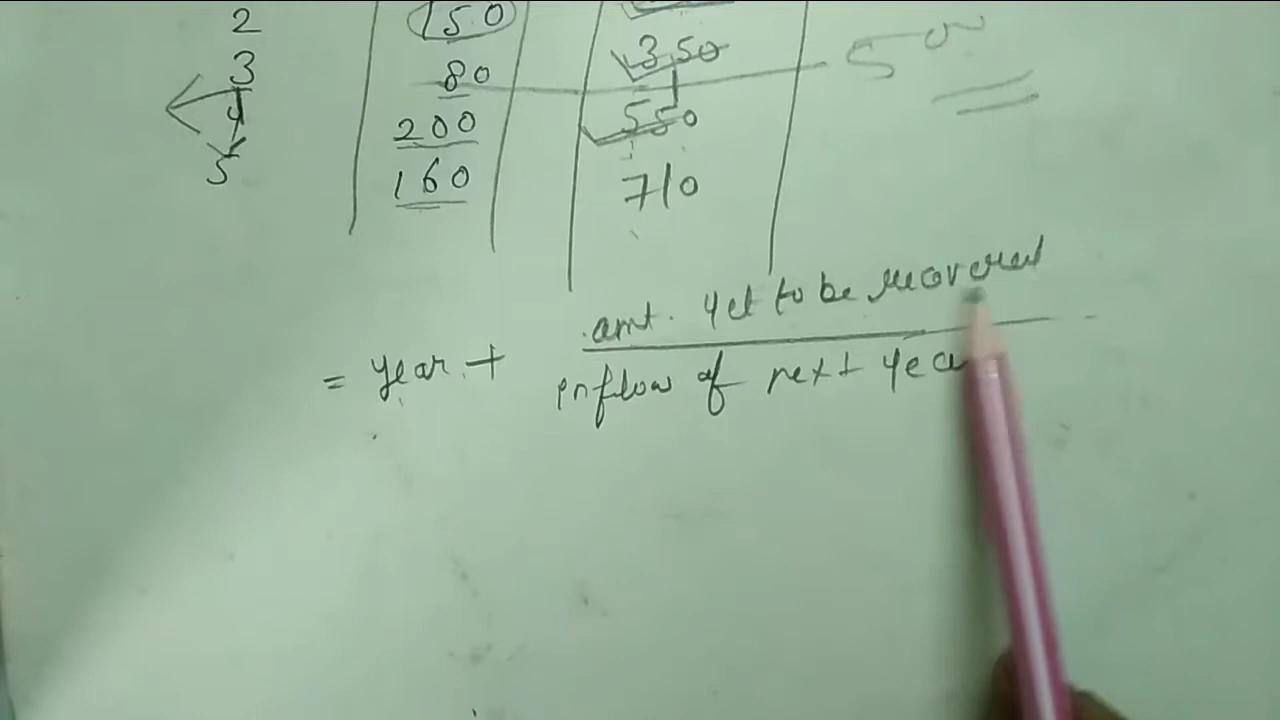 2 150
3 80 350 500
4 200 550
5 160 710
amt. yet to be recovered
= year + inflow of next year